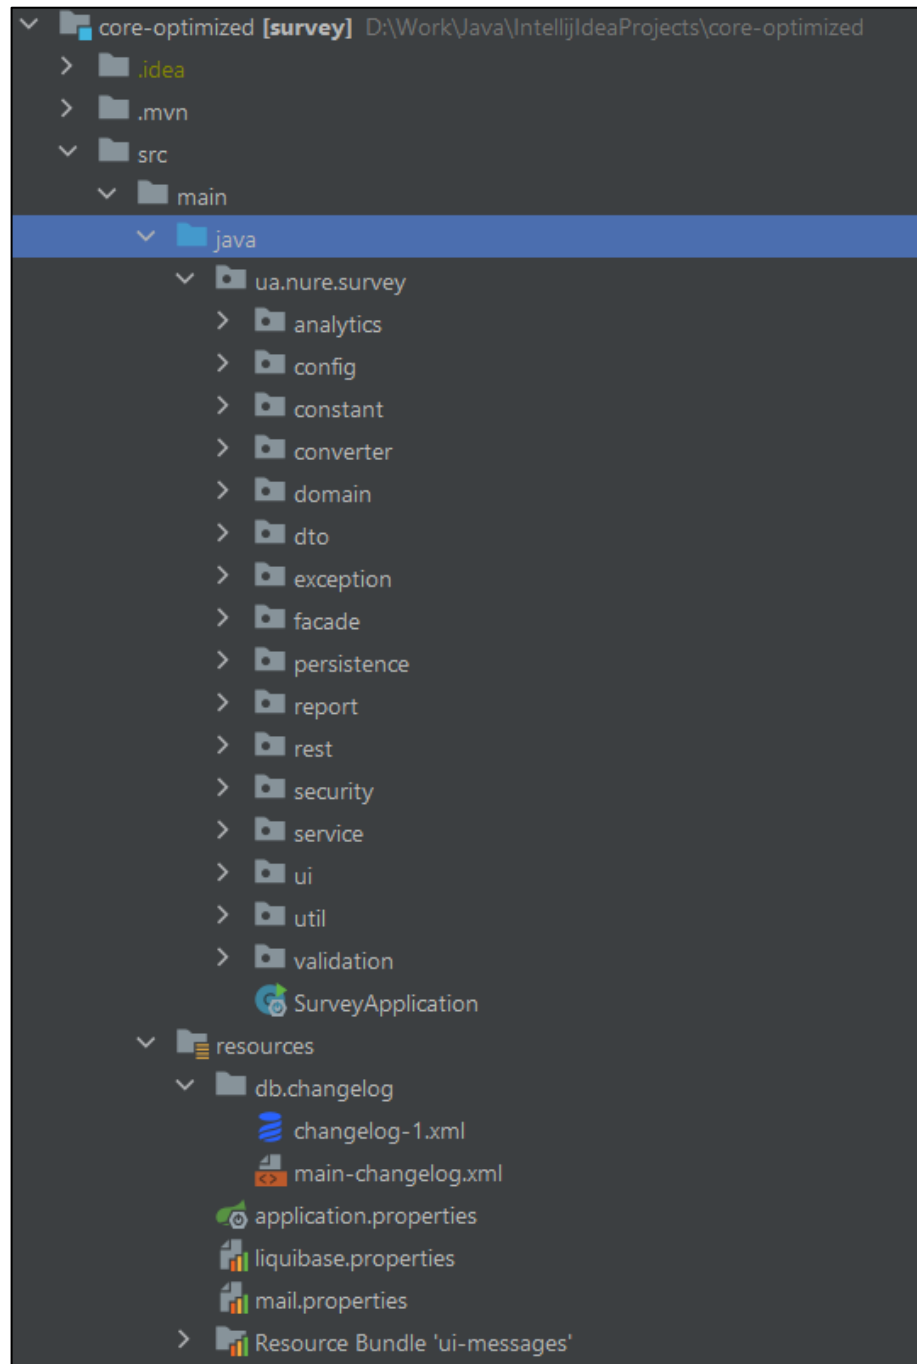 core-optimized [survey] D:\Work\Java\IntellijIdeaProjects\core-optimized
.idea
.mvn
src
main
java
ua.nure.survey
analytics
config
constant
converter
domain
dto
exception
facade
persistence
report
rest
security
service
ui
util
validation
SurveyApplication
resources
db.changelog
changelog-1.xml
main-changelog.xml
application.properties
liquibase.properties
mail.properties
Resource Bundle 'ui-messages'